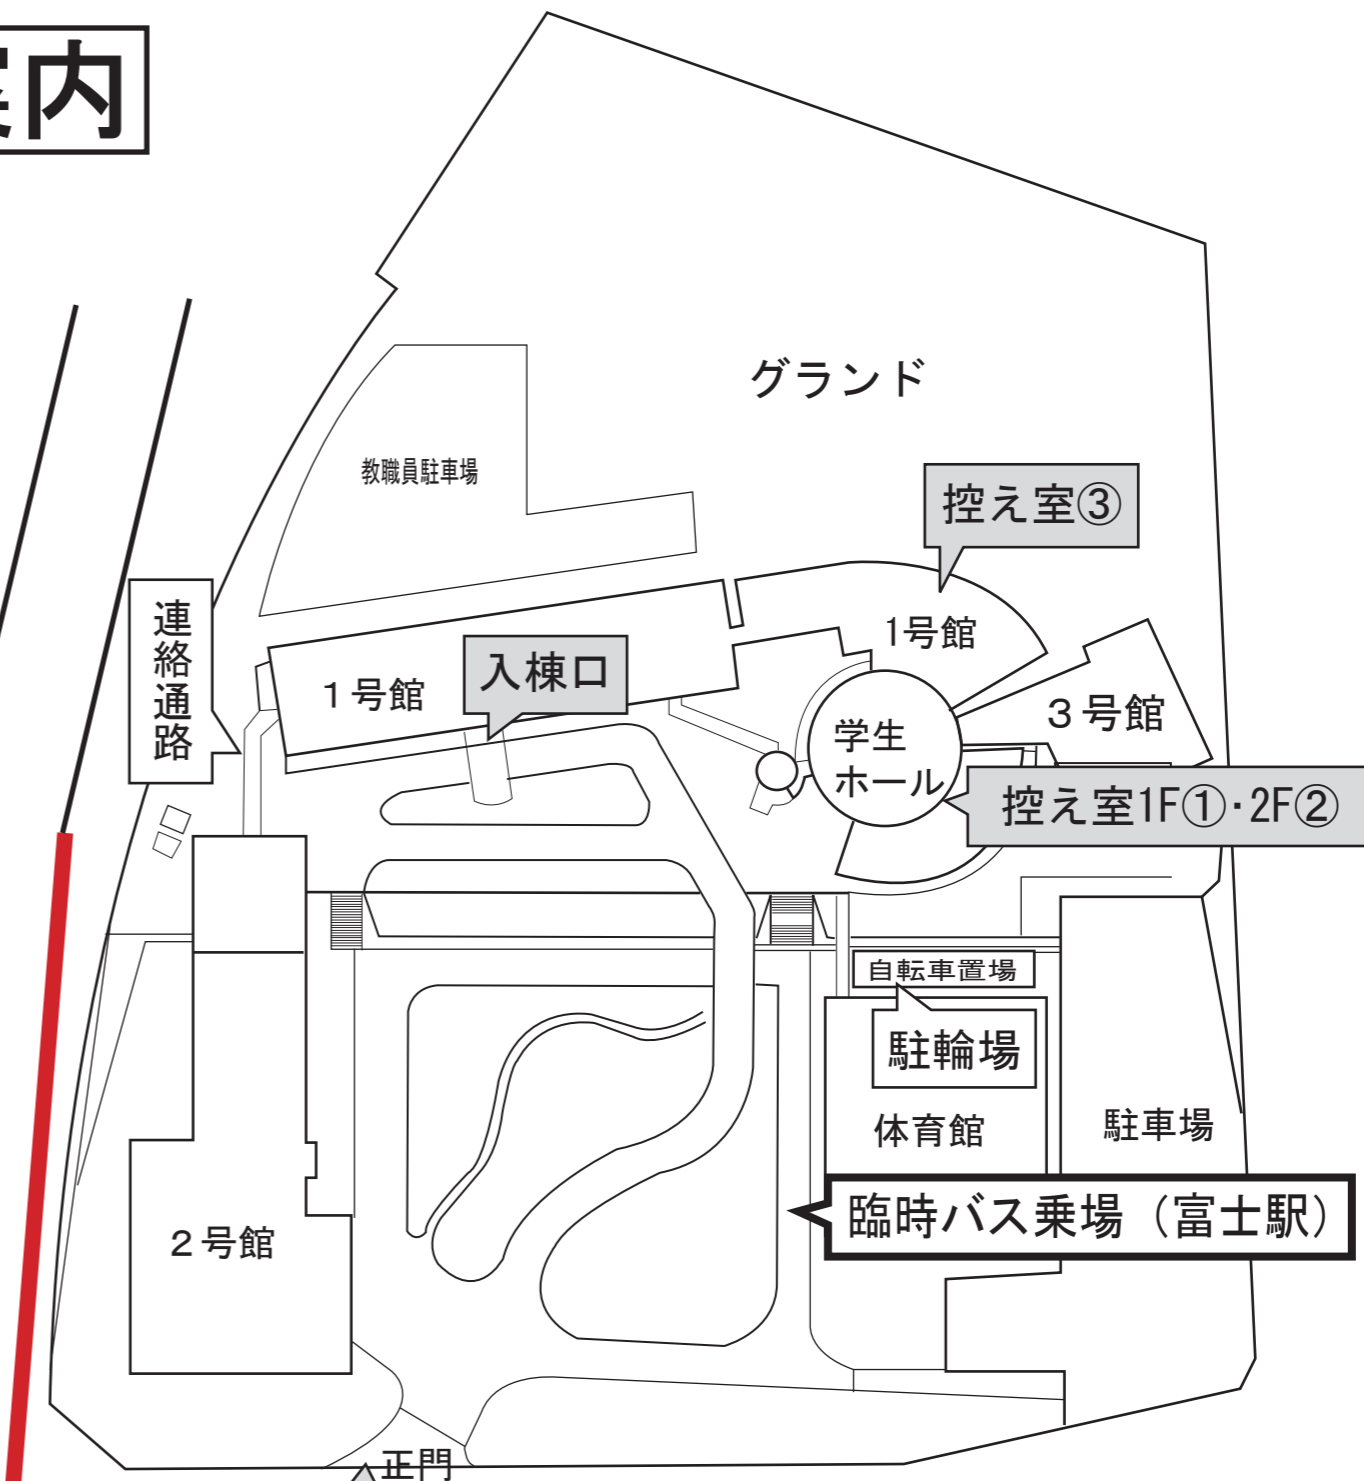 案内
グランド
教職員駐車場
控え室③
連絡通路
1号館
入棟口
１号館
３号館
学生
ホール
控え室1F①・2F②
自転車置場
駐輪場
体育館
駐車場
臨時バス乗場（富士駅）
２号館
正門